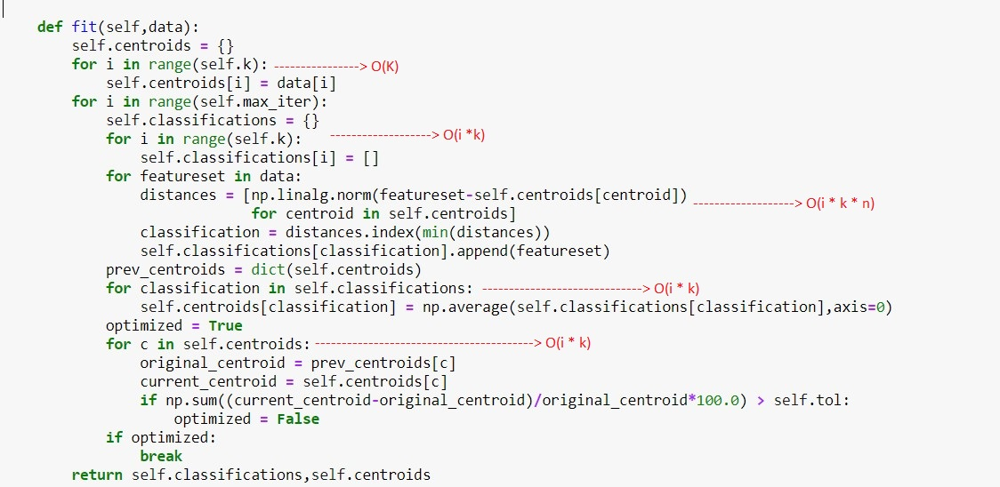 def fit(self,data):
self.centroids = {}
for i in range(self.k): ----------------> O(K)
self.centroids[i] = data[i]
for i in range(self.max_iter):
self.classifications = {}
for i in range(self.k): -------------------> O(i *k)
self.classifications[i] = []
for featureset in data:
distances = [np.linalg.norm(featureset-self.centroids[centroid]) -------------------> O(i * k * n)
for centroid in self.centroids]
classification = distances.index(min(distances))
self.classifications[classification].append(featureset)
prev_centroids = dict(self.centroids)
for classification in self.classifications: ------------------------------> O(i * k)
self.centroids[classification] = np.average(self.classifications[classification],axis=0)
optimized = True
for c in self.centroids: -----------------------------------------> O(i * k)
original_centroid = prev_centroids[c]
current_centroid = self.centroids[c]
if np.sum((current_centroid-original_centroid)/original_centroid*100.0) > self.tol:
optimized = False
if optimized:
break
return self.classifications,self.centroids